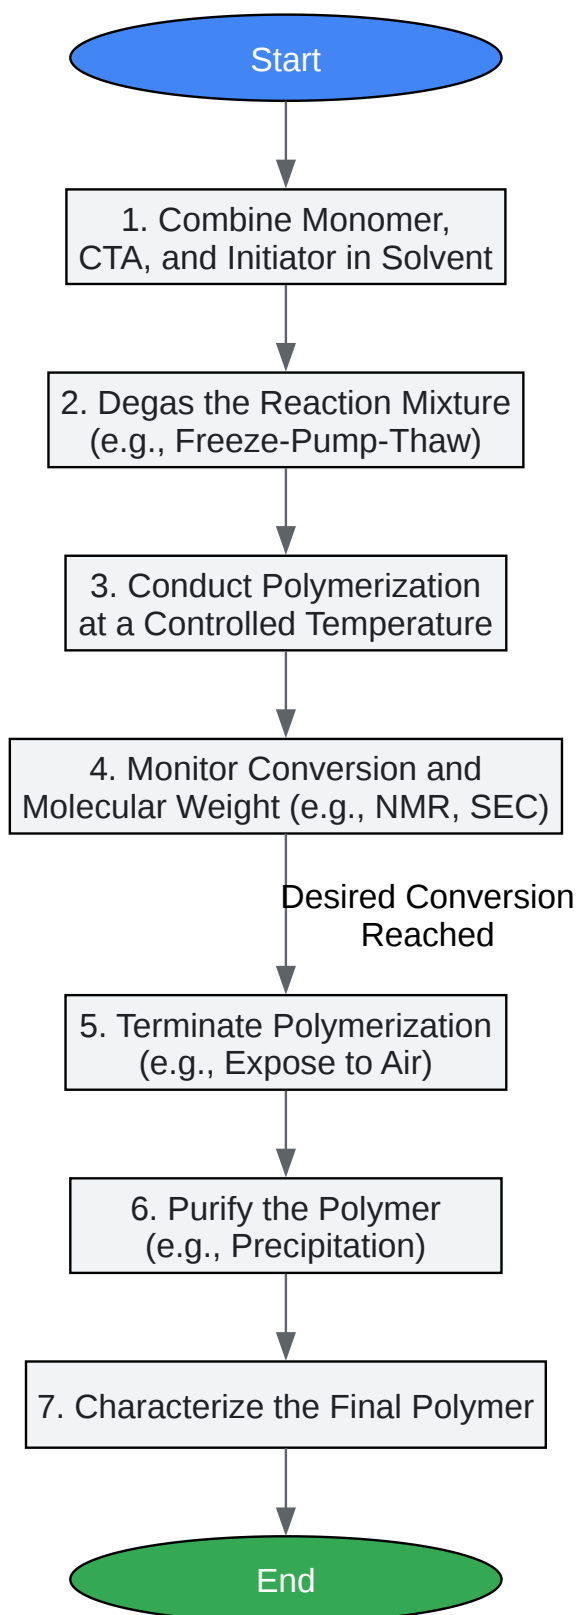 Start
1. Combine Monomer,
CTA, and Initiator in Solvent
2. Degas the Reaction Mixture
(e.g., Freeze-Pump-Thaw)
3. Conduct Polymerization
at a Controlled Temperature
4. Monitor Conversion and
Molecular Weight (e.g., NMR, SEC)
Desired Conversion
Reached
5. Terminate Polymerization
(e.g., Expose to Air)
6. Purify the Polymer
(e.g., Precipitation)
7. Characterize the Final Polymer
End